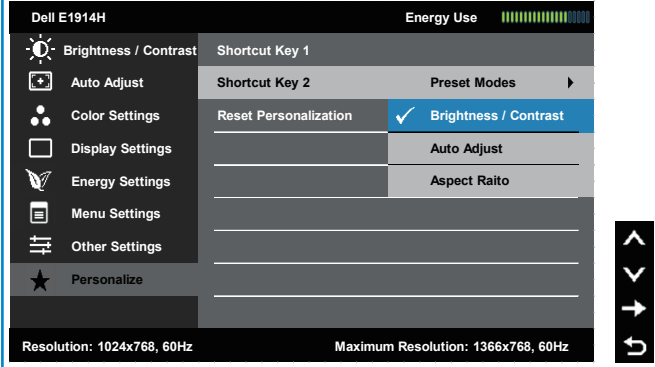 Dell E1914H Energy Use
Brightness / Contrast Shortcut Key 1
Auto Adjust Shortcut Key 2 Preset Modes
Color Settings Reset Personalization Brightness / Contrast
Display Settings Auto Adjust
Energy Settings Aspect Raito
Menu Settings
Other Settings
Personalize
Resolution: 1024x768, 60Hz Maximum Resolution: 1366x768, 60Hz